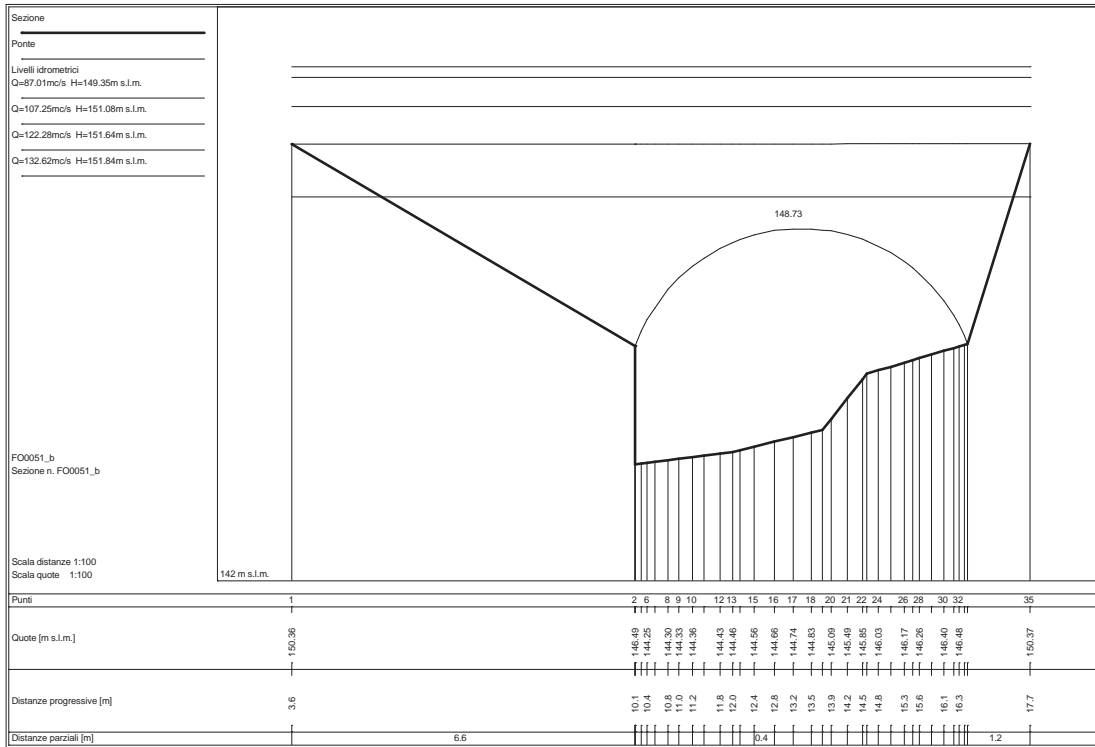 Sezione
Ponte
Livelli idrometrici
Q=87.01mc/s H=149.35m s.l.m.
Q=107.25mc/s H=151.08m s.l.m.
Q=122.28mc/s H=151.64m s.l.m.
Q=132.62mc/s H=151.84m s.l.m.
148.73
FO0051_b
Sezione n. FO0051_b
Scala distanze 1:100
Scala quote 1:100
142 m s.l.m.
Punti 1 2 6 8 9 10 12 13 15 16 17 18 20 21 22 24 26 28 30 32 35
Quote [m s.l.m.] 150.36 146.49 144.25 144.30 144.33 144.36 144.43 144.46 144.56 144.66 144.74 144.83 145.09 145.49 145.85 146.03 146.17 146.26 146.40 146.48 150.37
Distanze progressive [m] 3.6 10.1 10.4 10.8 11.0 11.2 11.8 12.0 12.4 12.8 13.2 13.5 13.9 14.2 14.5 14.8 15.3 15.6 16.1 16.3 17.7
Distanze parziali [m] 6.6 0.4 1.2